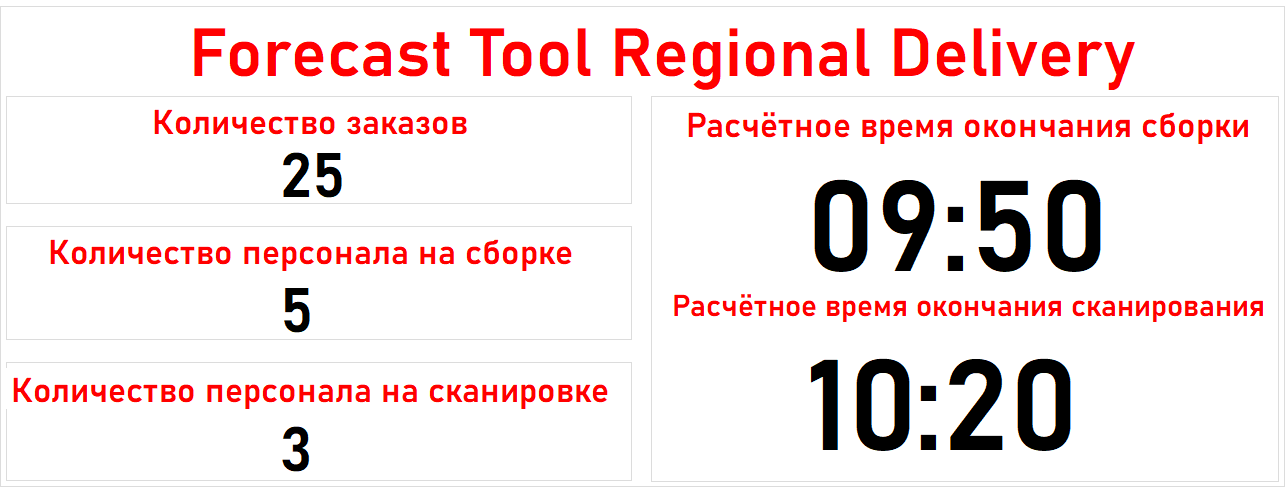 Forecast Tool Regional Delivery
Количество заказов
25
Количество персонала на сборке
5
Количество персонала на сканировке
3
Расчётное время окончания сборки
09:50
Расчётное время окончания сканирования
10:20